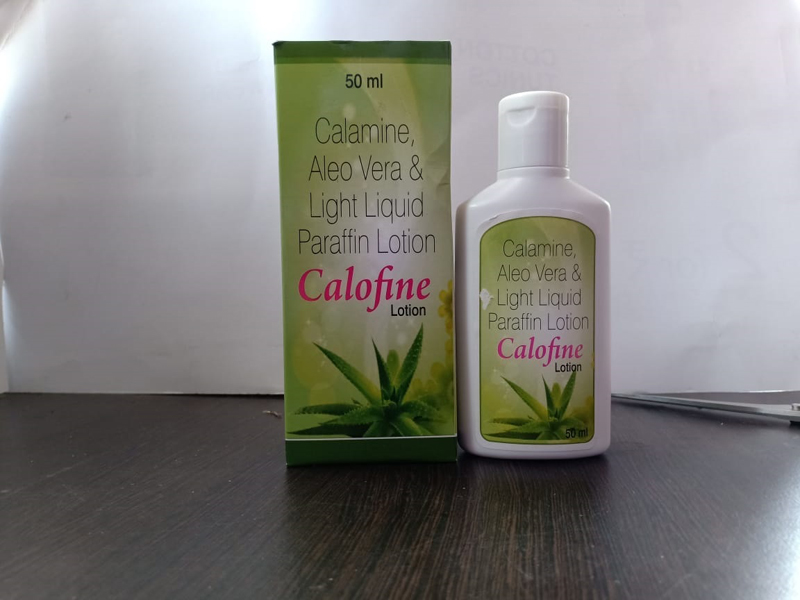 50 ml
Calamine,
Aleo Vera &
Light Liquid
Paraffin Lotion
Calofine
Lotion
Calamine,
Aleo Vera &
Light Liquid
Paraffin Lotion
Calofine
Lotion
50 ml